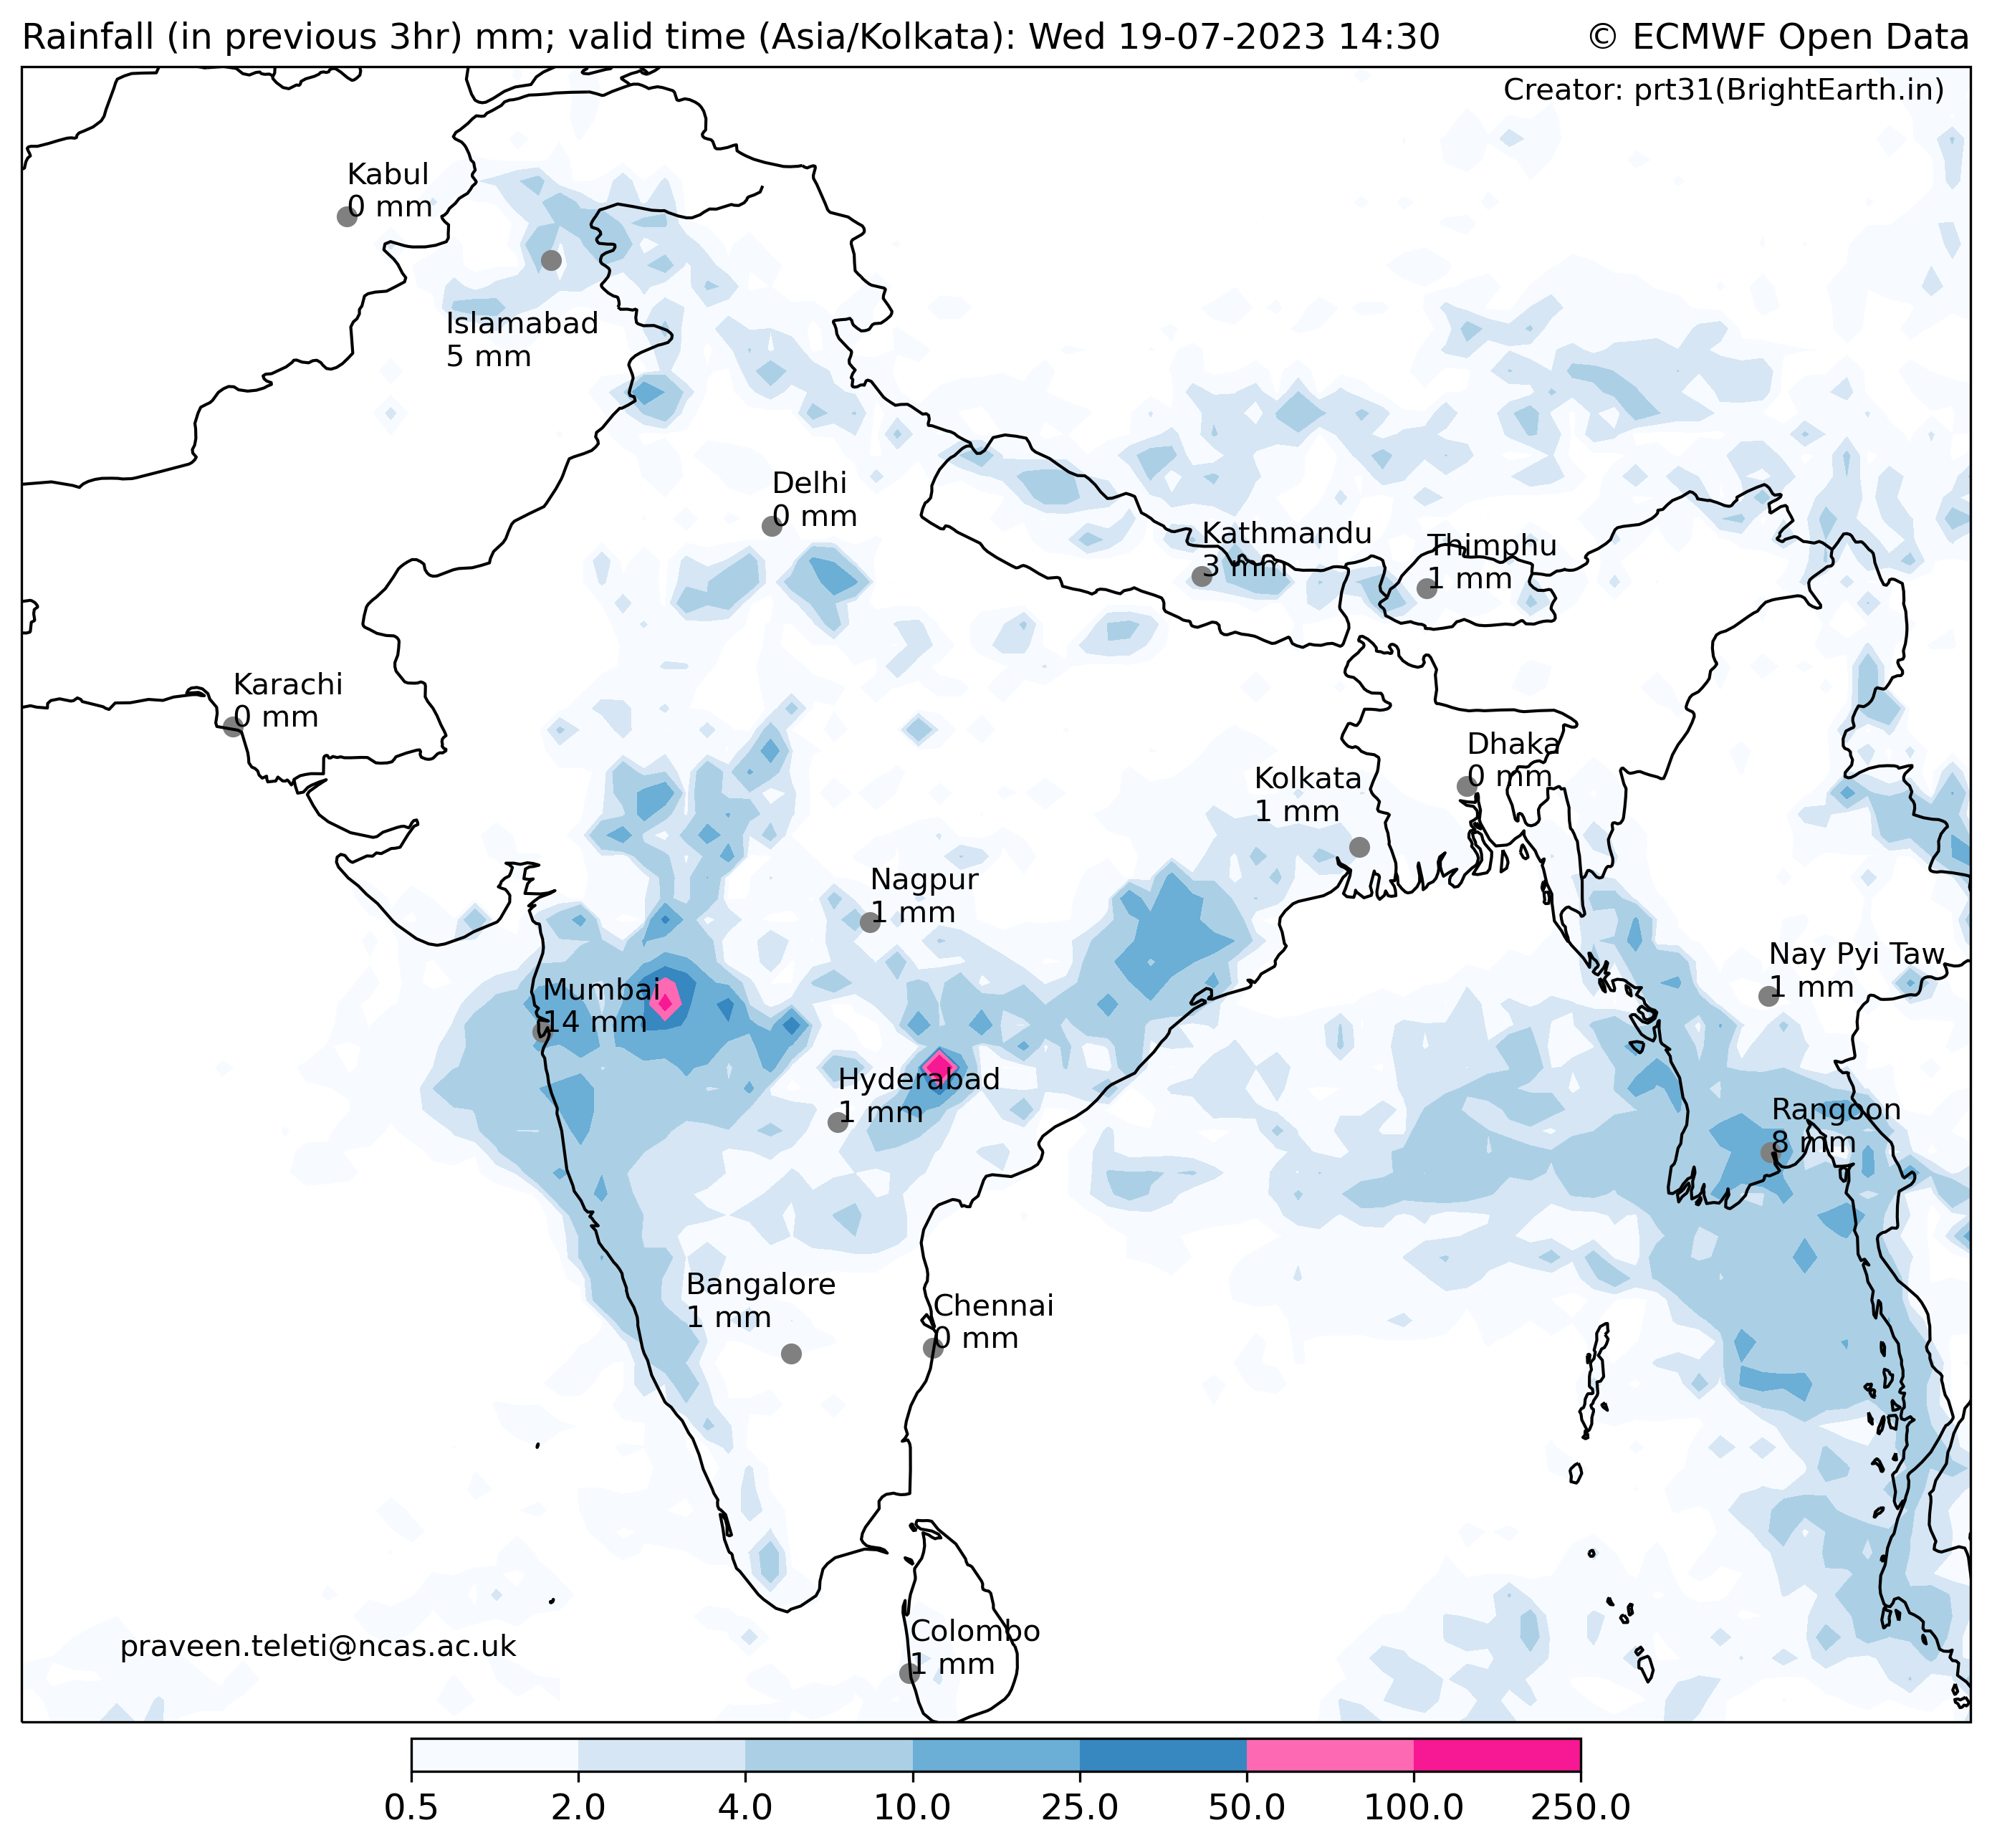 Rainfall (in previous 3hr) mm; valid time (Asia/Kolkata): Wed 19-07-2023 14:30
© ECMWF Open Data
Creator: prt31(BrightEarth.in)
Kabul
0 mm
Islamabad
5 mm
Delhi
0 mm
Kathmandu
3 mm
Thimphu
1 mm
Karachi
0 mm
Dhaka
0 mm
Kolkata
1 mm
Nagpur
1 mm
Nay Pyi Taw
1 mm
Mumbai
14 mm
Hyderabad
1 mm
Rangoon
8 mm
Bangalore
1 mm
Chennai
0 mm
Colombo
1 mm
praveen.teleti@ncas.ac.uk
0.5 2.0 4.0 10.0 25.0 50.0 100.0 250.0